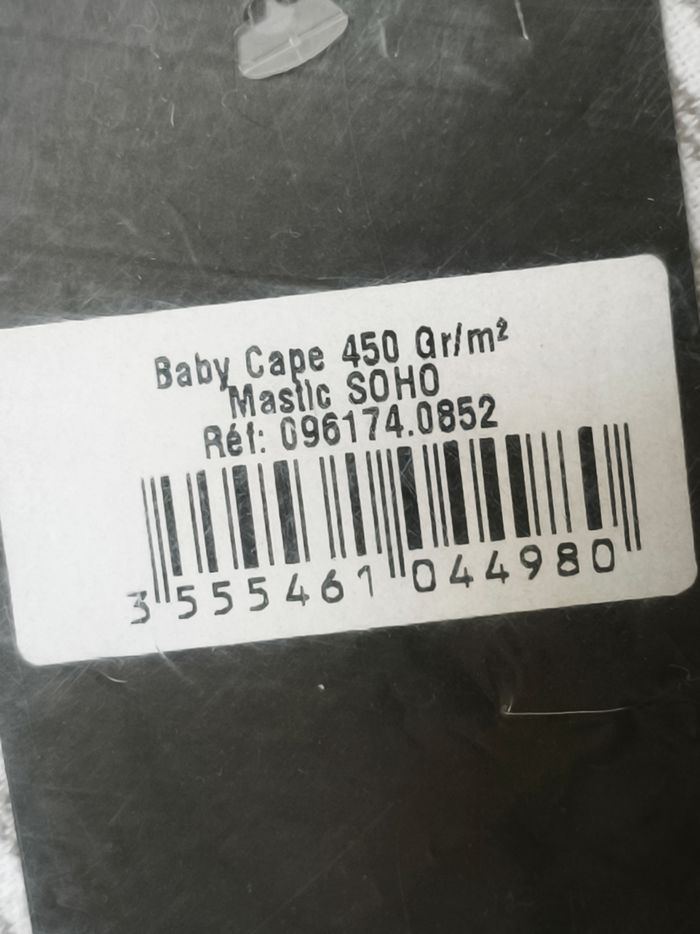 Baby Cape 450 Gr/m²
Mastic SOHO
Réf: 096174.0852
3 555461 044980